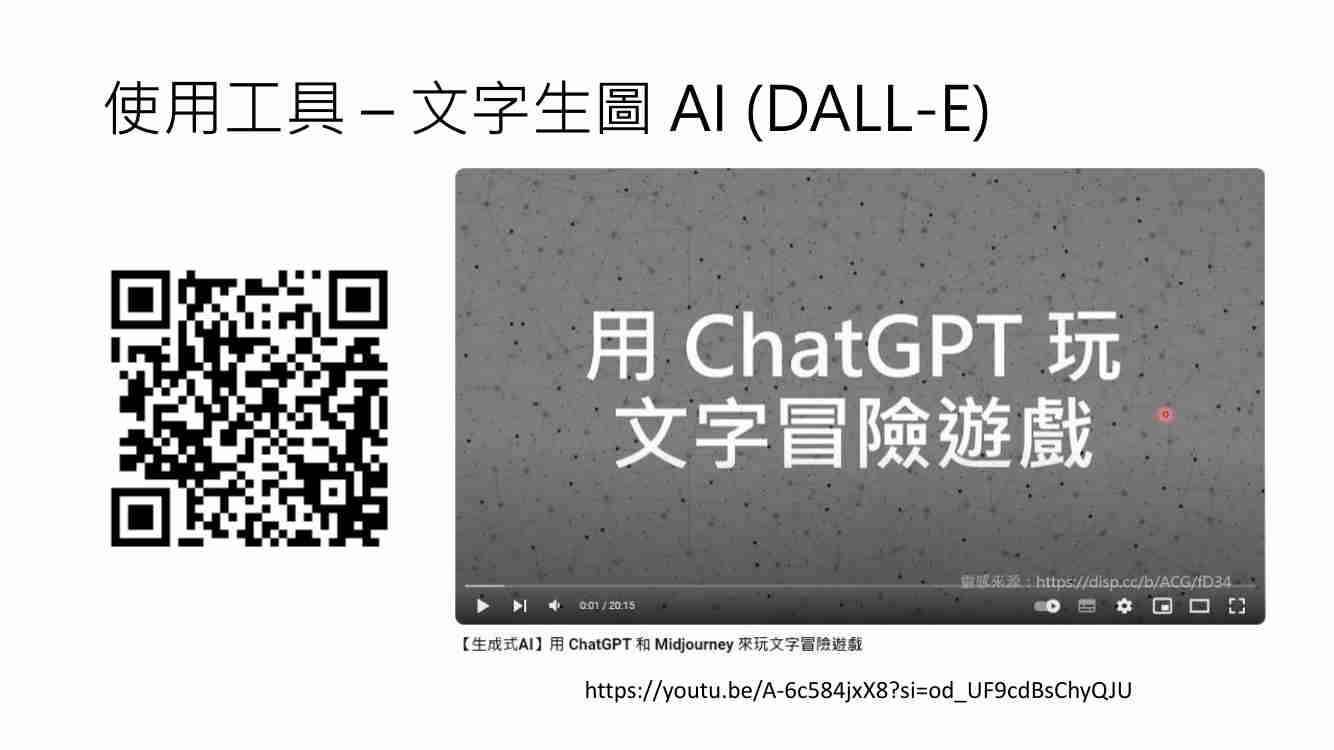 使用工具 – 文字生圖 AI (DALL-E)
用 ChatGPT 玩
文字冒險遊戲
靈感來源：https://disp.cc/b/ACG/fD34
0:01 / 20:15
【生成式AI】用 ChatGPT 和 Midjourney 來玩文字冒險遊戲
https://youtu.be/A-6c584jxX8?si=od_UF9cdBsChyQJU